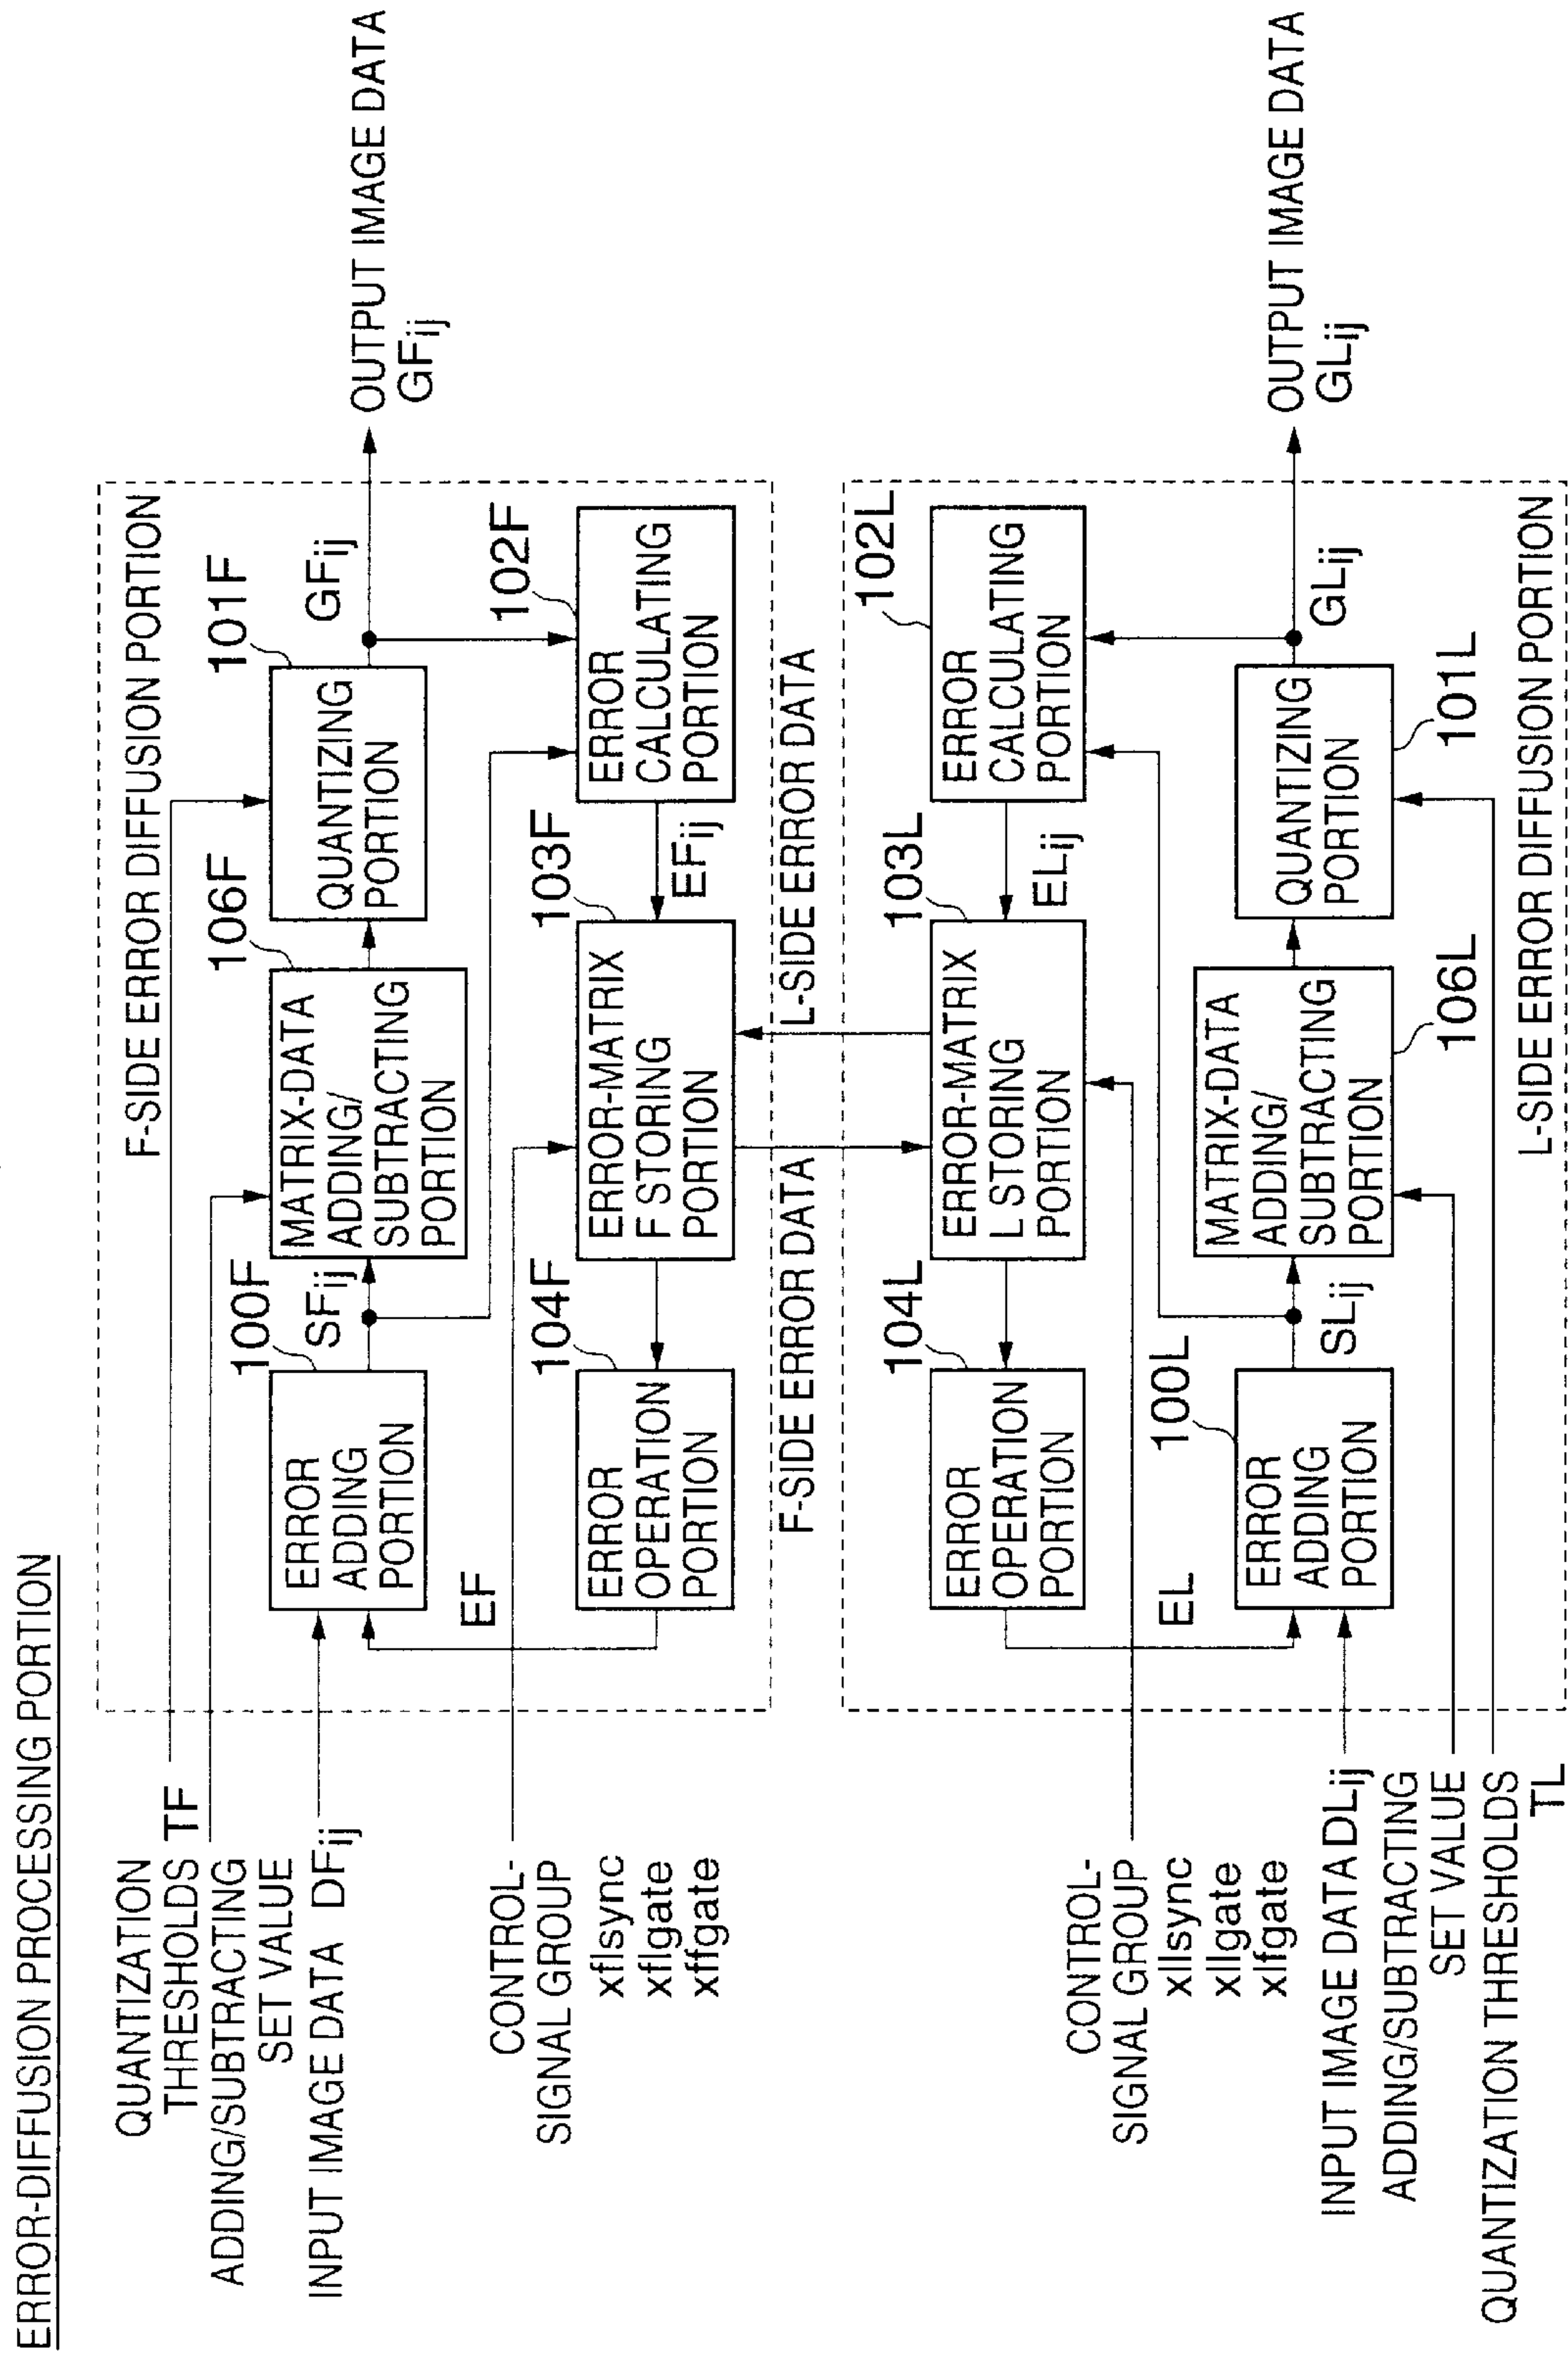 ERROR-DIFFUSION PROCESSING PORTION
F-SIDE ERROR DIFFUSION PORTION
QUANTIZATION
THRESHOLDS TF
ADDING/SUBTRACTING
SET VALUE
INPUT IMAGE DATA DFij
100F
ERROR
ADDING
PORTION
SFij
106F
MATRIX-DATA
ADDING/
SUBTRACTING
PORTION
101F
QUANTIZING
PORTION
GFij
OUTPUT IMAGE DATA
GFij
EF
CONTROL-
SIGNAL GROUP
xflsync
xflgate
xffgate
104F
ERROR
OPERATION
PORTION
103F
ERROR-MATRIX
F STORING
PORTION
EFij
102F
ERROR
CALCULATING
PORTION
F-SIDE ERROR DATA
L-SIDE ERROR DATA
104L
ERROR
OPERATION
PORTION
103L
ERROR-MATRIX
L STORING
PORTION
ELij
102L
ERROR
CALCULATING
PORTION
CONTROL-
SIGNAL GROUP
xllsync
xllgate
xlfgate
EL
100L
ERROR
ADDING
PORTION
SLij
MATRIX-DATA
ADDING/
SUBTRACTING
PORTION
106L
QUANTIZING
PORTION
101L
GLij
OUTPUT IMAGE DATA
GLij
INPUT IMAGE DATA DLij
ADDING/SUBTRACTING
SET VALUE
QUANTIZATION THRESHOLDS
TL
L-SIDE ERROR DIFFUSION PORTION